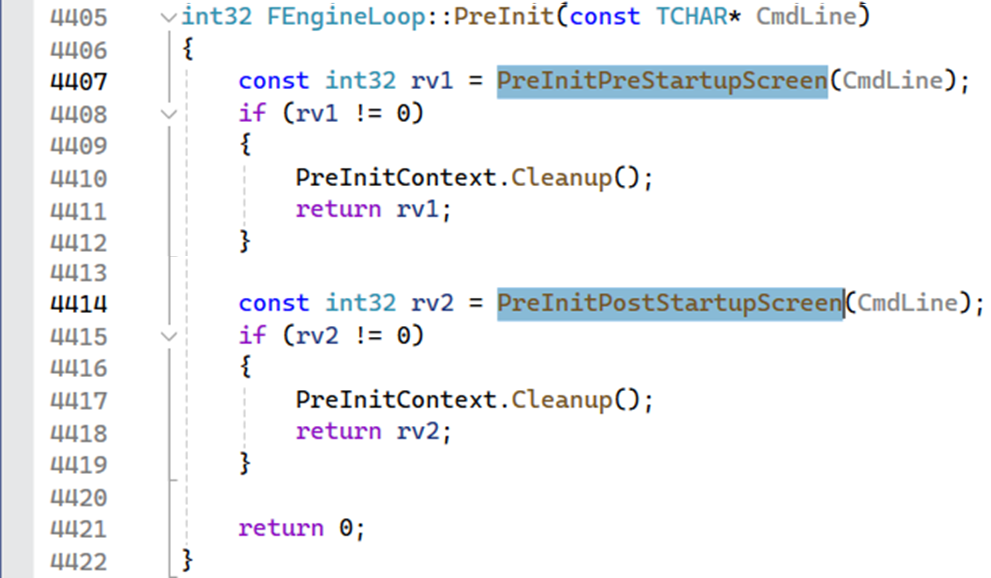 4405 int32 FEngineLoop::PreInit(const TCHAR* CmdLine)
4406 {
4407 const int32 rv1 = PreInitPreStartupScreen(CmdLine);
4408 if (rv1 != 0)
4409 {
4410 PreInitContext.Cleanup();
4411 return rv1;
4412 }
4413
4414 const int32 rv2 = PreInitPostStartupScreen(CmdLine);
4415 if (rv2 != 0)
4416 {
4417 PreInitContext.Cleanup();
4418 return rv2;
4419 }
4420
4421 return 0;
4422 }